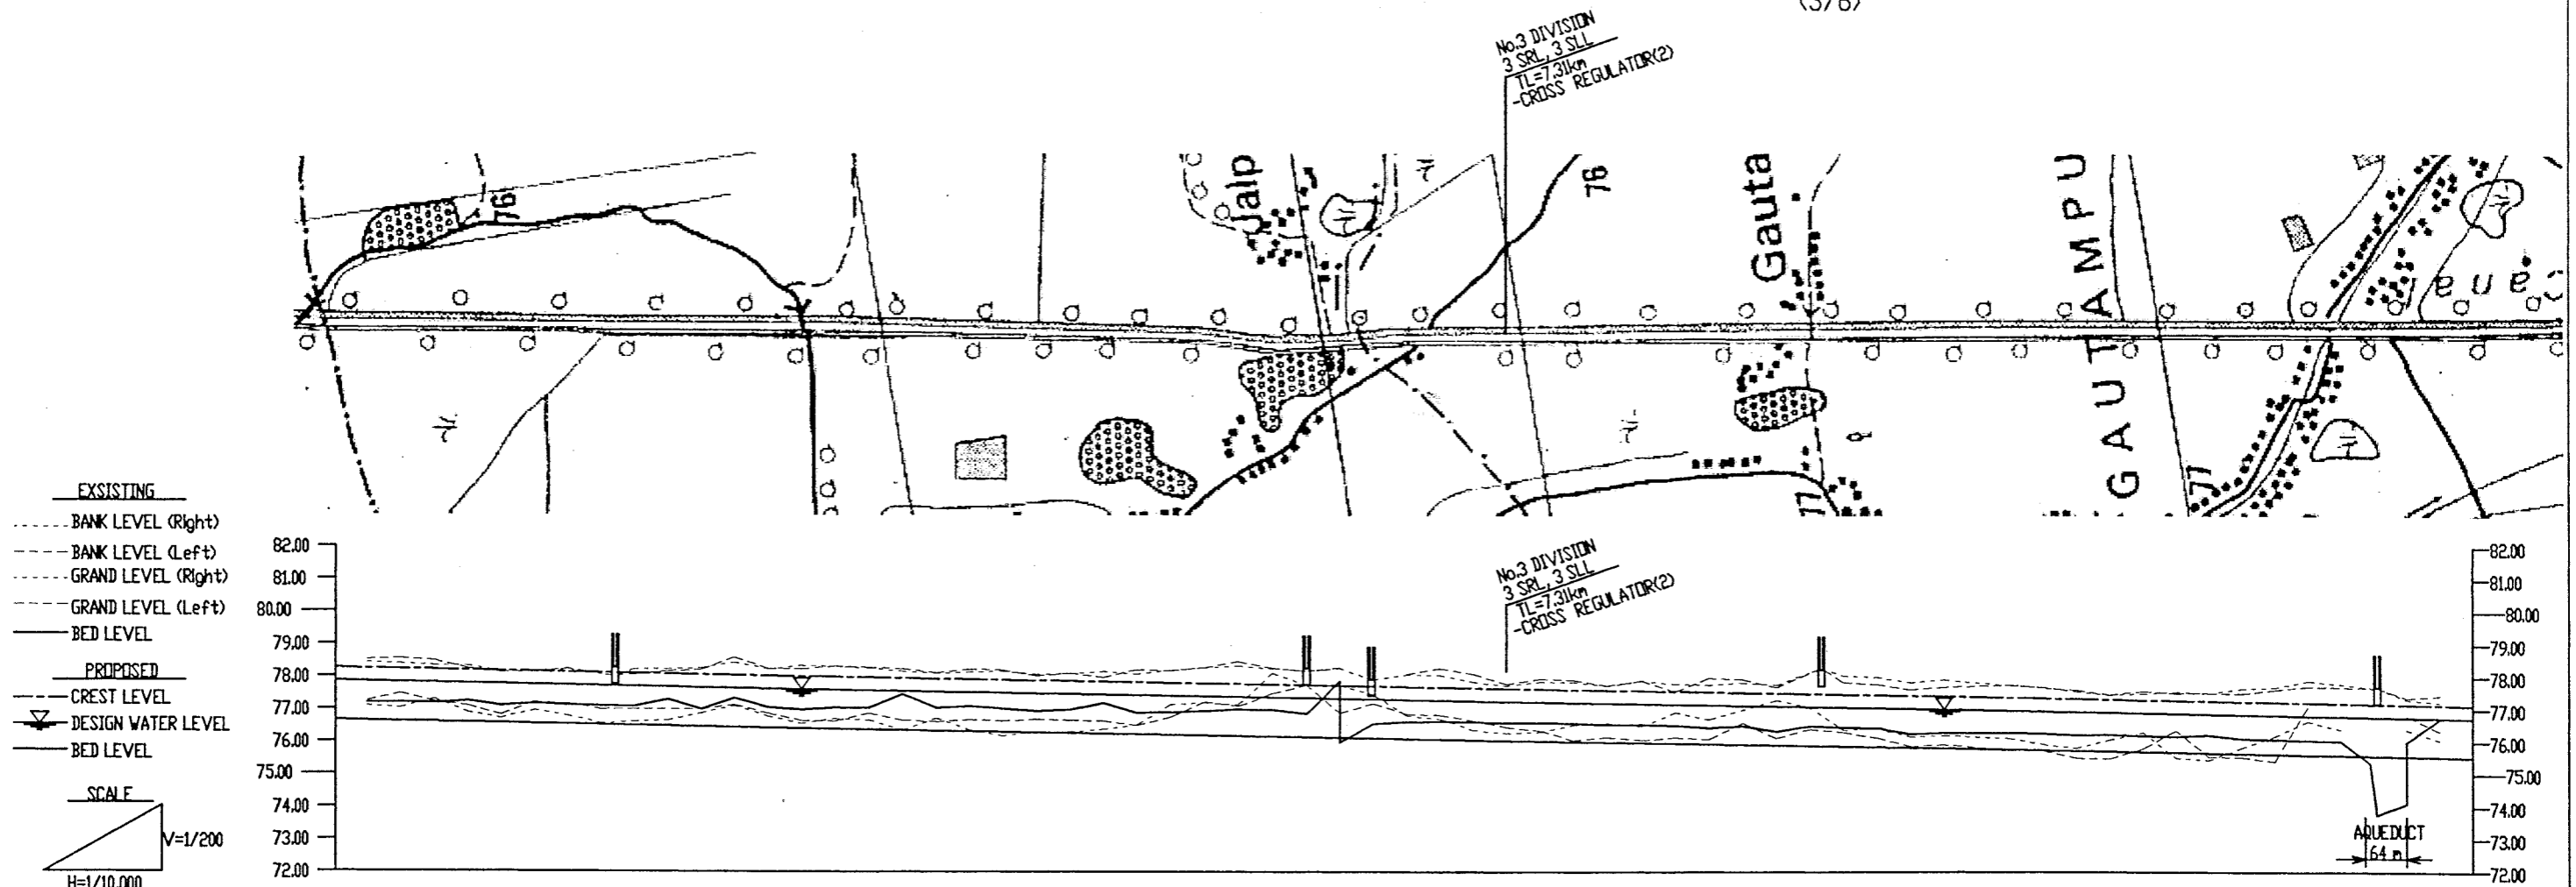 (3/6)
No.3 DIVISION
3 SRL, 3 SLL
TL=7.31km
-CROSS REGULATOR(2)
76
Jalp
76
Gauta
GAUTAMPU
77
77
EXSISTING
BANK LEVEL (Right)
BANK LEVEL (Left)
GRAND LEVEL (Right)
GRAND LEVEL (Left)
BED LEVEL
PROPOSED
CREST LEVEL
DESIGN WATER LEVEL
BED LEVEL
SCALE
V=1/200
H=1/10,000
82.00
81.00
80.00
79.00
78.00
77.00
76.00
75.00
74.00
73.00
72.00
No.3 DIVISION
3 SRL, 3 SLL
TL=7.31km
-CROSS REGULATOR(2)
82.00
81.00
80.00
79.00
78.00
77.00
76.00
75.00
74.00
73.00
72.00
AQUEDUCT
64 m